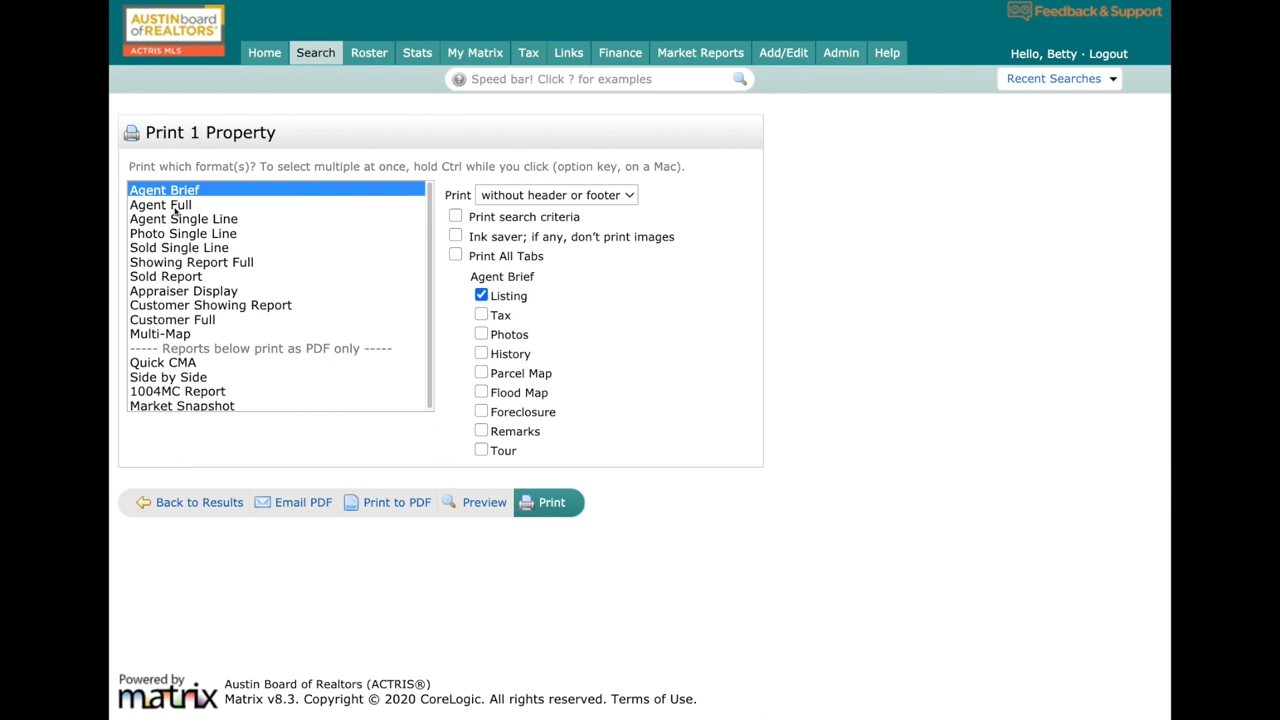 AUSTINboard
of REALTORS®
ACTRIS MLS
Feedback & Support
Home Search Roster Stats My Matrix Tax Links Finance Market Reports Add/Edit Admin Help
Hello, Betty · Logout
? Speed bar! Click ? for examples
Recent Searches
Print 1 Property
Print which format(s)? To select multiple at once, hold Ctrl while you click (option key, on a Mac).
Agent Brief
Agent Full
Agent Single Line
Photo Single Line
Sold Single Line
Showing Report Full
Sold Report
Appraiser Display
Customer Showing Report
Customer Full
Multi-Map
----- Reports below print as PDF only -----
Quick CMA
Side by Side
1004MC Report
Market Snapshot
Print without header or footer
Print search criteria
Ink saver; if any, don't print images
Print All Tabs
Agent Brief
Listing
Tax
Photos
History
Parcel Map
Flood Map
Foreclosure
Remarks
Tour
Back to Results Email PDF Print to PDF Preview Print
Powered by
matrix
Austin Board of Realtors (ACTRIS®)
Matrix v8.3. Copyright © 2020 CoreLogic. All rights reserved. Terms of Use.